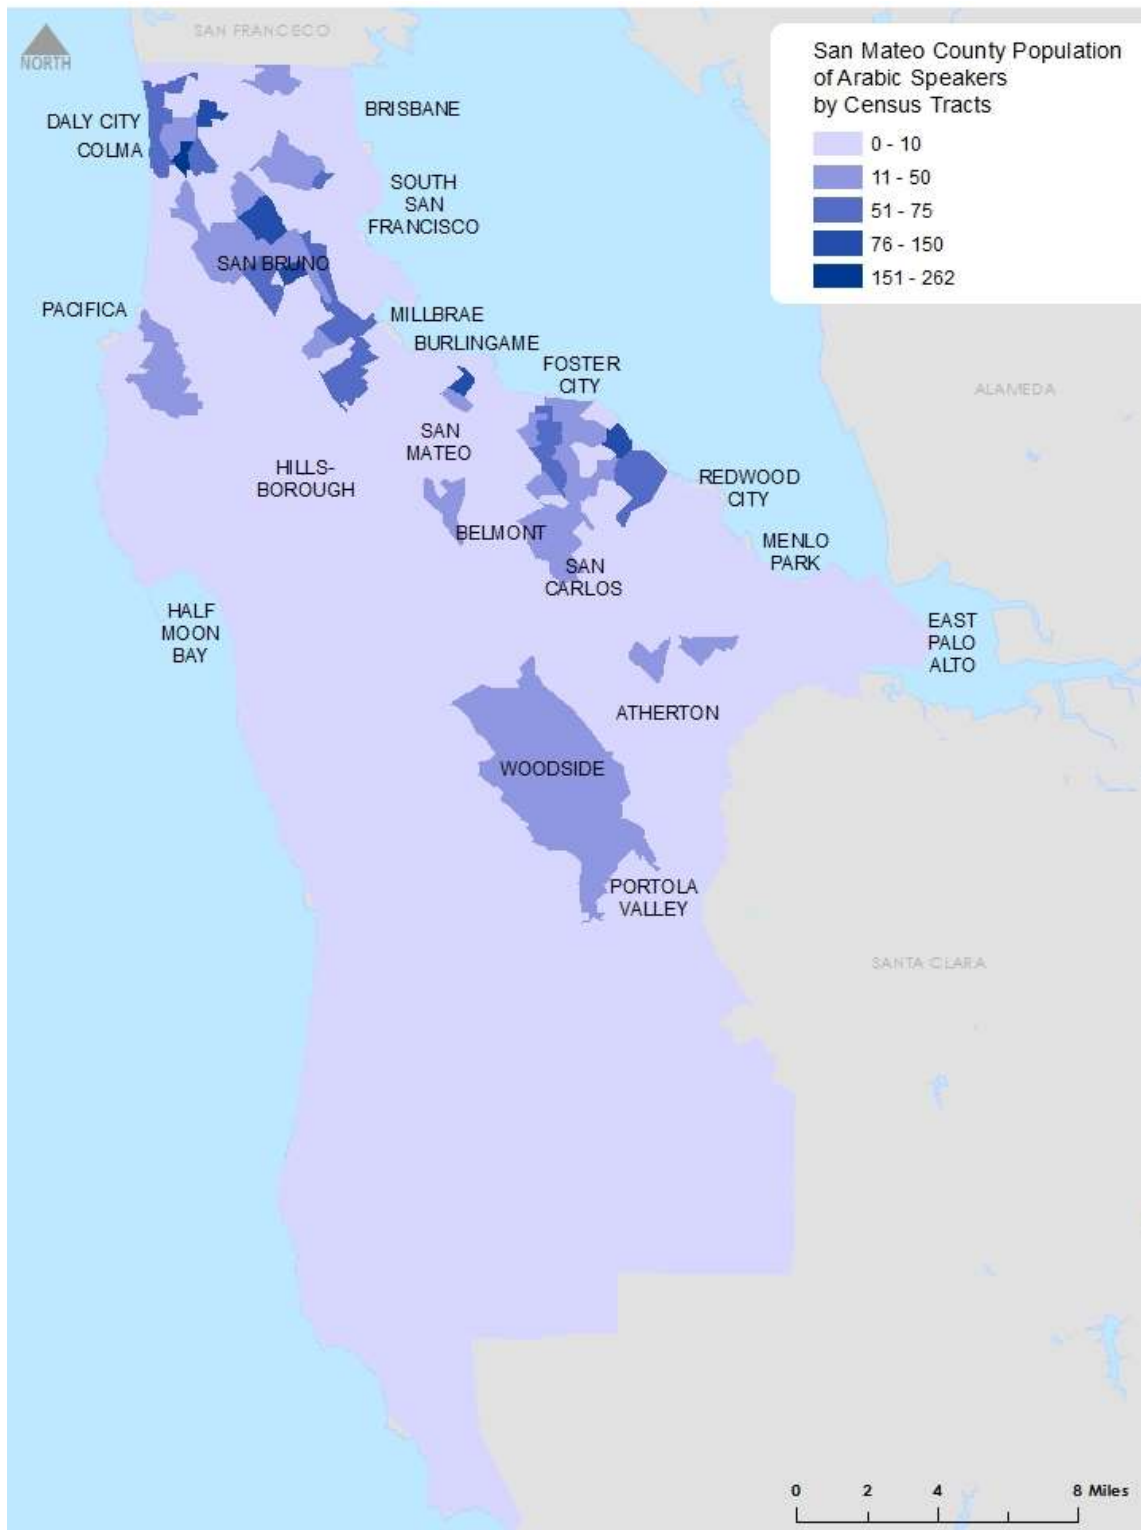 SAN FRANCECO
NORTH
San Mateo County Population
of Arabic Speakers
by Census Tracts
0 - 10
11 - 50
51 - 75
76 - 150
151 - 262
BRISBANE
DALY CITY
COLMA
SOUTH
SAN
FRANCISCO
SAN BRUNO
PACIFICA
MILLBRAE
BURLINGAME
FOSTER
CITY
ALAMEDA
SAN
MATEO
HILLS-
BOROUGH
REDWOOD
CITY
BELMONT
MENLO
PARK
SAN
CARLOS
HALF
MOON
BAY
EAST
PALO
ALTO
ATHERTON
WOODSIDE
PORTOLA
VALLEY
SANTA CLARA
0 2 4 8 Miles